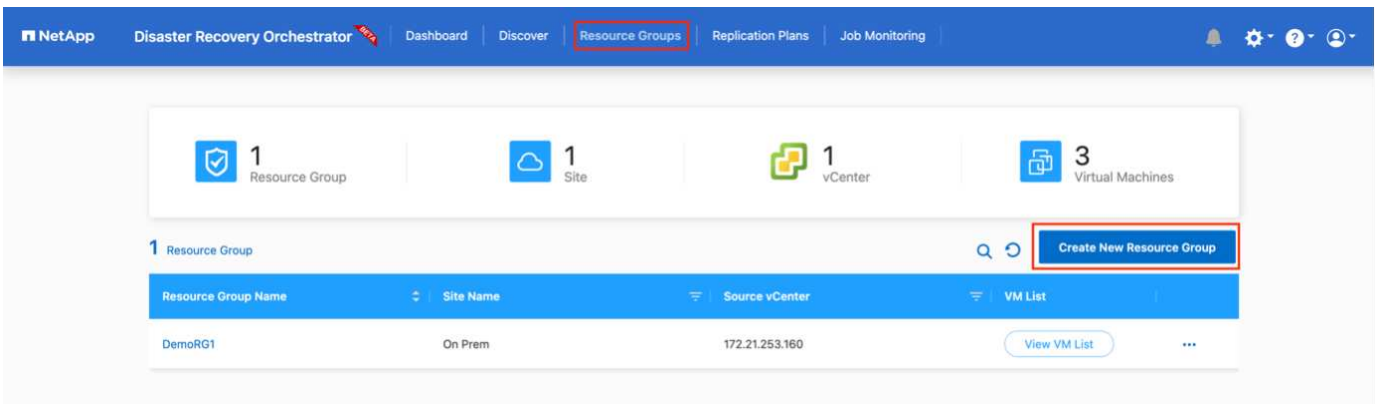 NetApp Disaster Recovery Orchestrator BETA Dashboard Discover Resource Groups Replication Plans Job Monitoring
1 1 1 3
Resource Group Site vCenter Virtual Machines
1 Resource Group Create New Resource Group
Resource Group Name Site Name Source vCenter VM List
DemoRG1 On Prem 172.21.253.160 View VM List